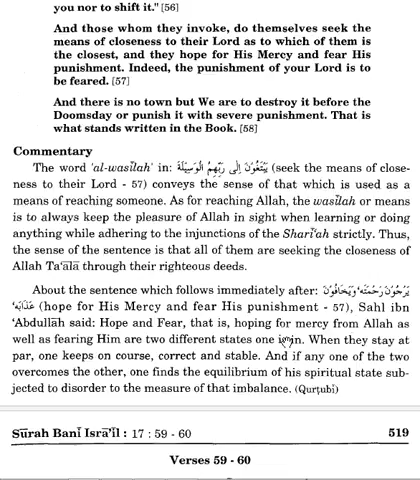 you nor to shift it." [56]
And those whom they invoke, do themselves seek the
means of closeness to their Lord as to which of them is
the closest, and they hope for His Mercy and fear His
punishment. Indeed, the punishment of your Lord is to
be feared. [57]
And there is no town but We are to destroy it before the
Doomsday or punish it with severe punishment. That is
what stands written in the Book. [58]
Commentary
The word 'al-wasīlah' in: يَبْتَغُوْنَ اِلٰى رَبِّهِمُ الْوَسِيْلَةَ (seek the means of close-
ness to their Lord - 57) conveys the sense of that which is used as a
means of reaching someone. As for reaching Allah, the wasīlah or means
is to always keep the pleasure of Allah in sight when learning or doing
anything while adhering to the injunctions of the Sharī'ah strictly. Thus,
the sense of the sentence is that all of them are seeking the closeness of
Allah Ta'ālā through their righteous deeds.
About the sentence which follows immediately after: يَرْجُوْنَ رَحْمَتَهٗ وَيَخَافُوْنَ
عَذَابَهٗ (hope for His Mercy and fear His punishment - 57), Sahl ibn
'Abdullāh said: Hope and Fear, that is, hoping for mercy from Allah as
well as fearing Him are two different states one is in. When they stay at
par, one keeps on course, correct and stable. And if any one of the two
overcomes the other, one finds the equilibrium of his spiritual state sub-
jected to disorder to the measure of that imbalance. (Qurṭubī)
Sūrah Banī Isrā'īl : 17 : 59 - 60 519
Verses 59 - 60